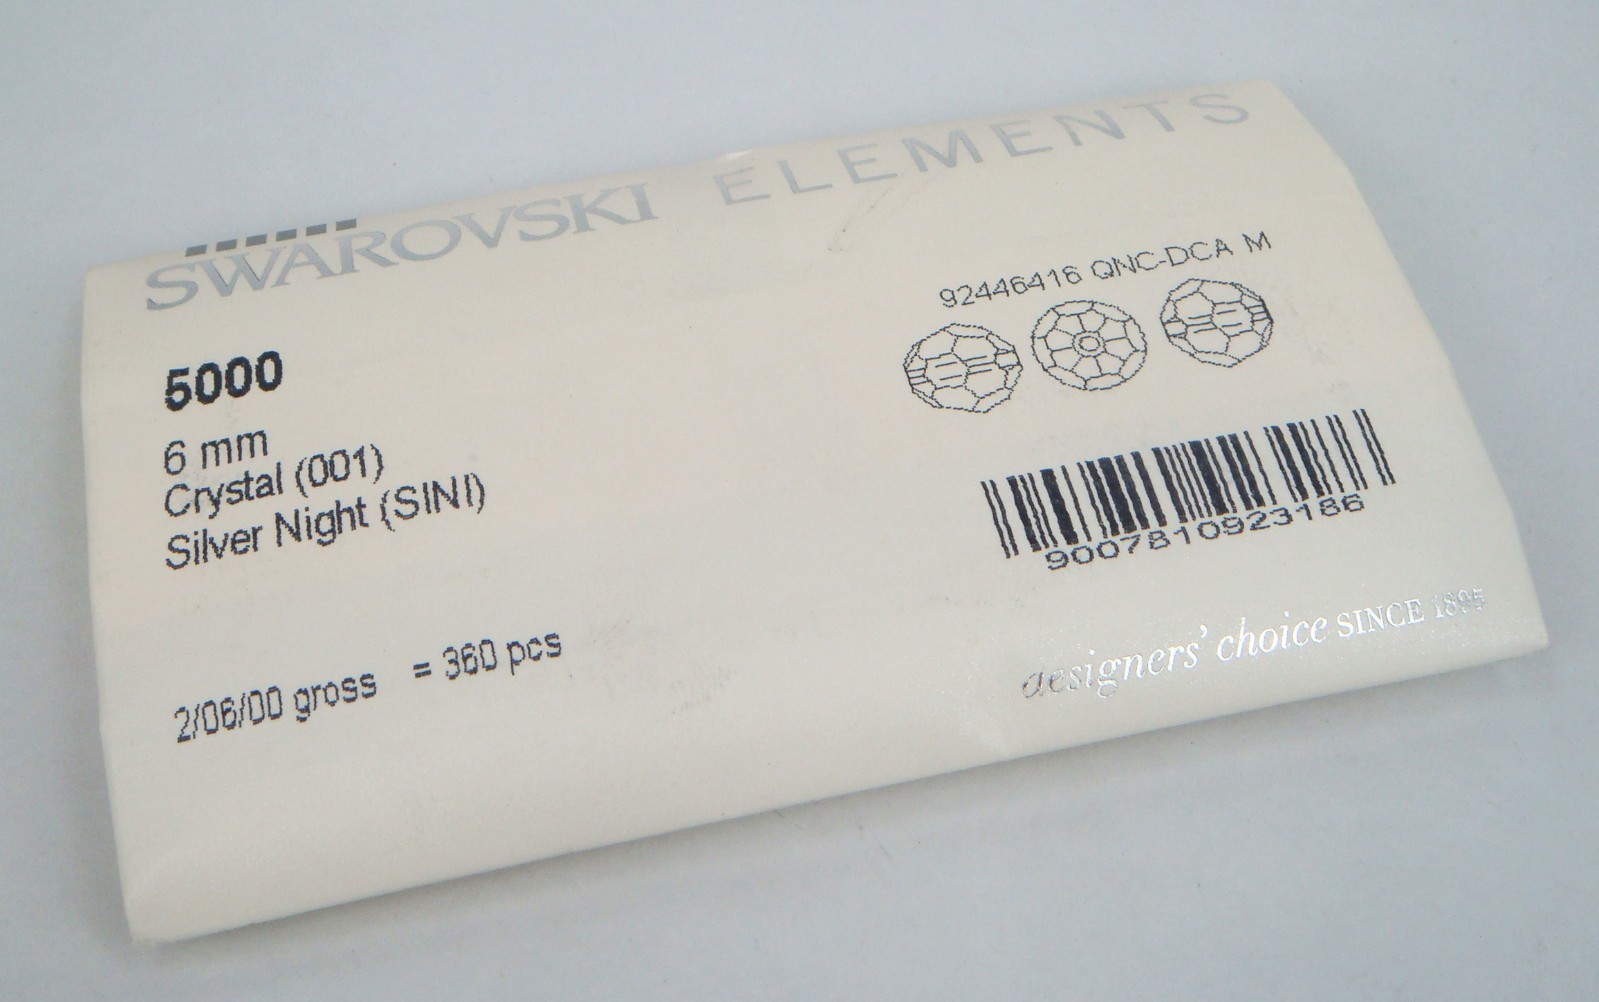 SWAROVSKI ELEMENTS
92446416 QNC-DCA M
5000
6 mm
Crystal (001)
Silver Night (SINI)
9007810923186
2/06/00 gross = 360 pcs
designers' choice SINCE 1895